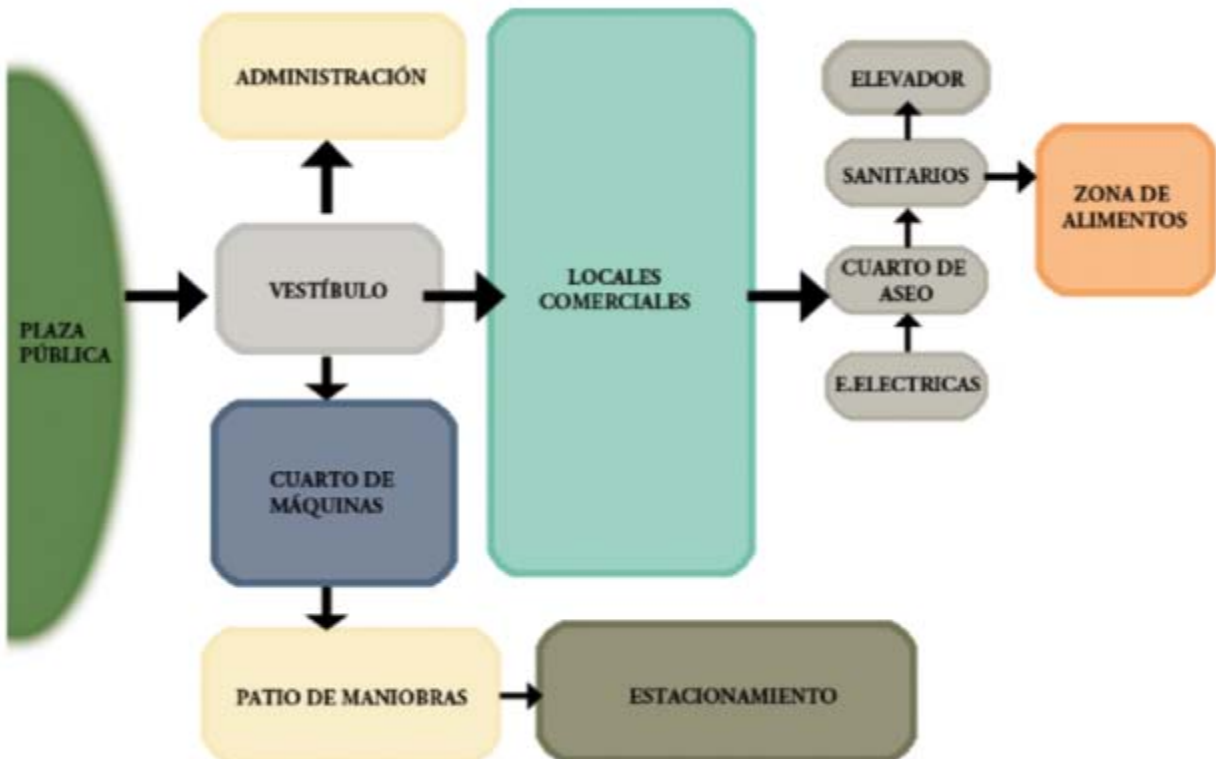 ADMINISTRACIÓN
ELEVADOR
SANITARIOS
ZONA DE
ALIMENTOS
VESTÍBULO
LOCALES
COMERCIALES
CUARTO DE
ASEO
PLAZA
PÚBLICA
E.ELECTRICAS
CUARTO DE
MÁQUINAS
PATIO DE MANIOBRAS
ESTACIONAMIENTO